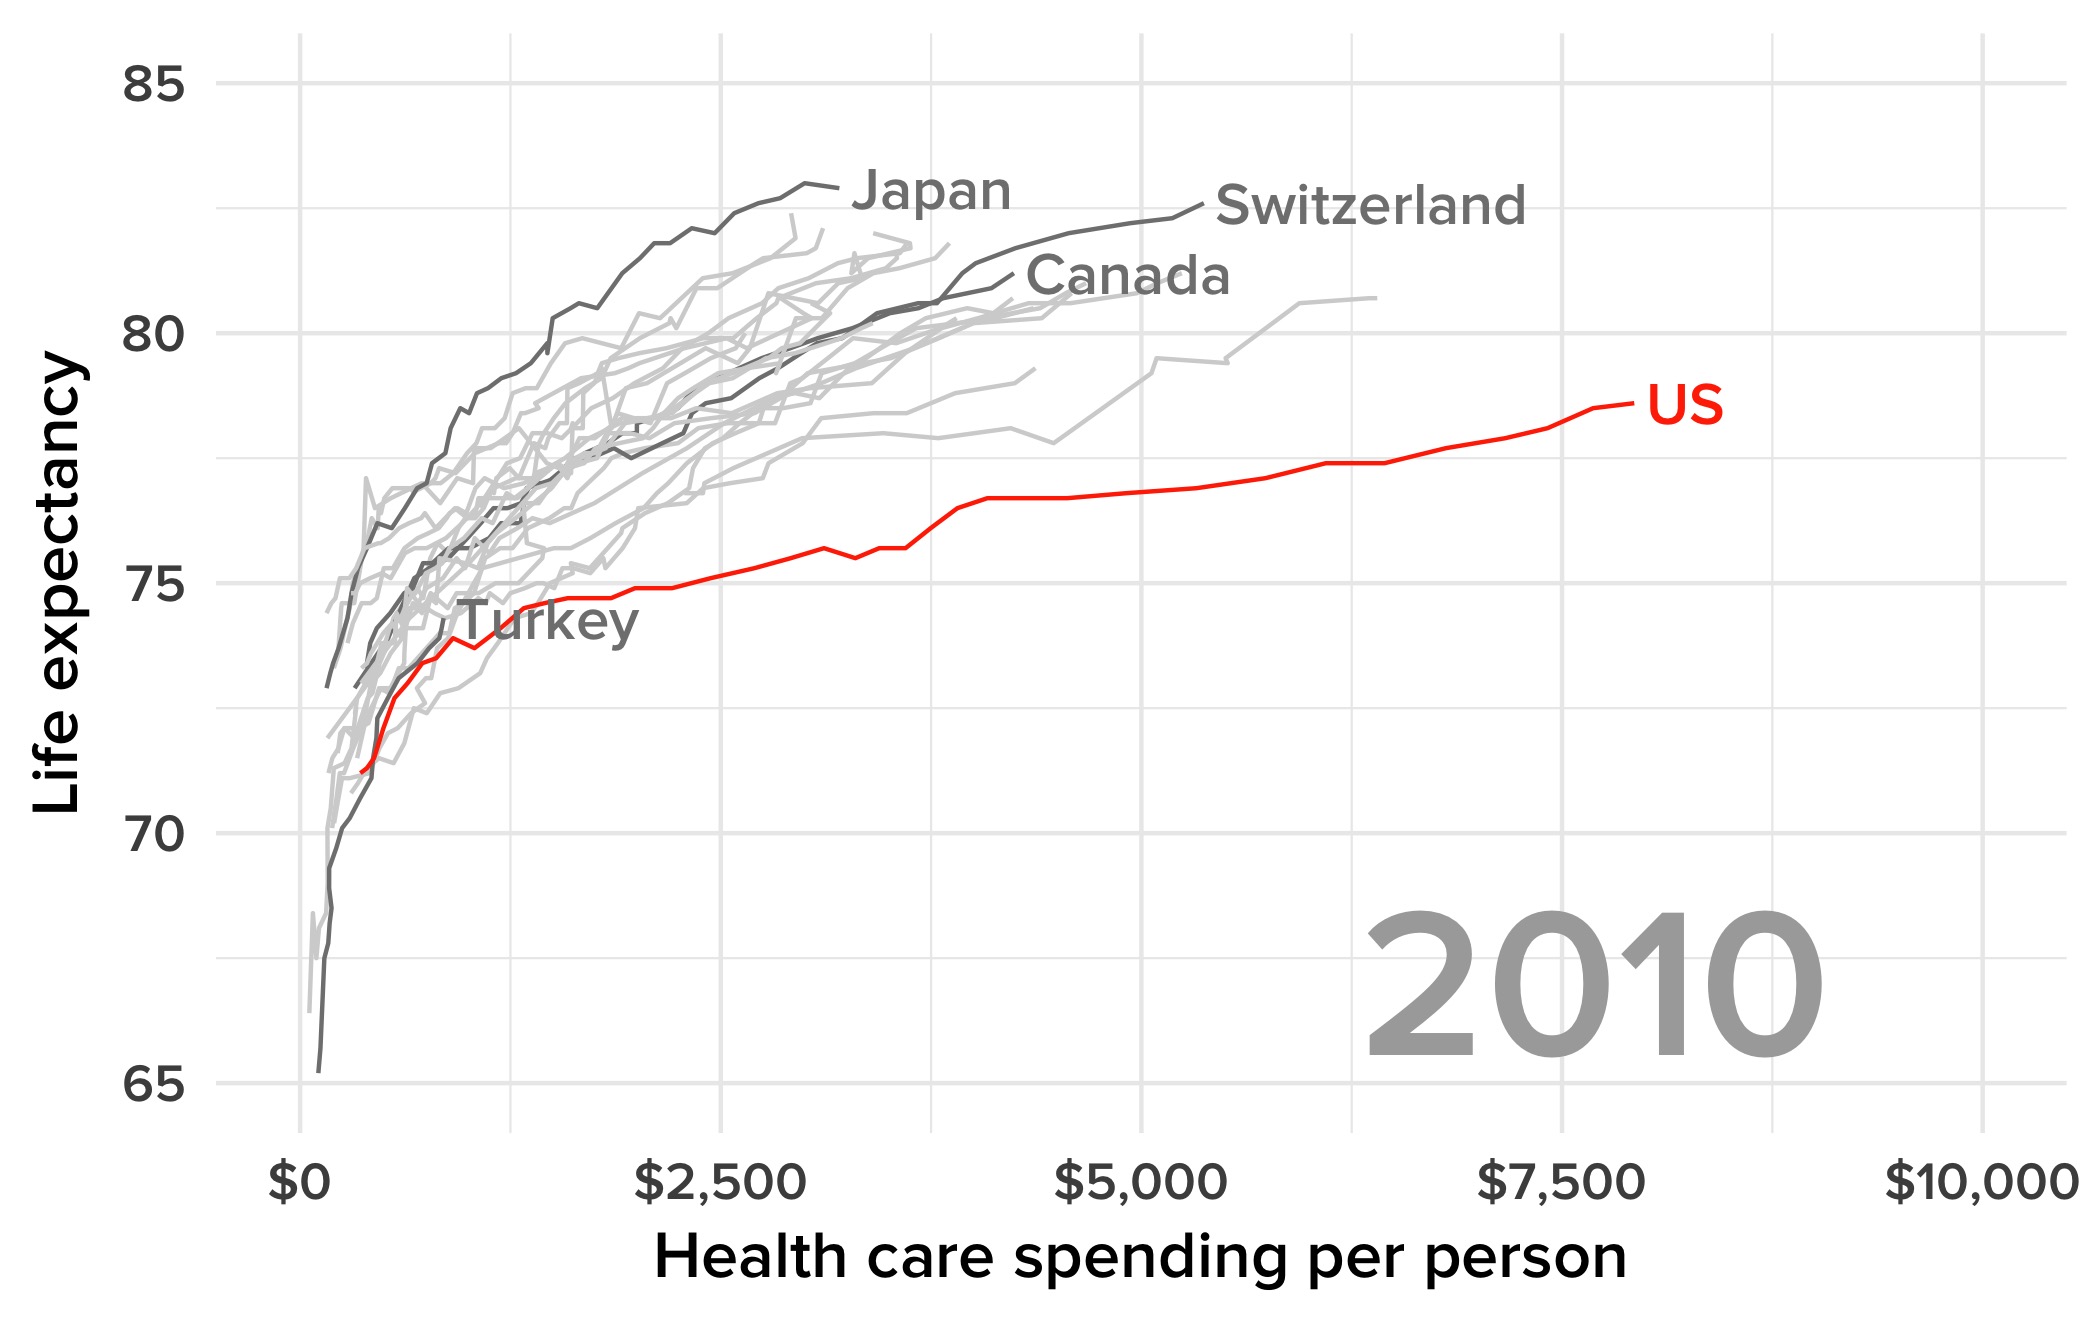 85
Japan
Switzerland
Canada
80
US
Life expectancy
75
Turkey
70
2010
65
$0 $2,500 $5,000 $7,500 $10,000
Health care spending per person